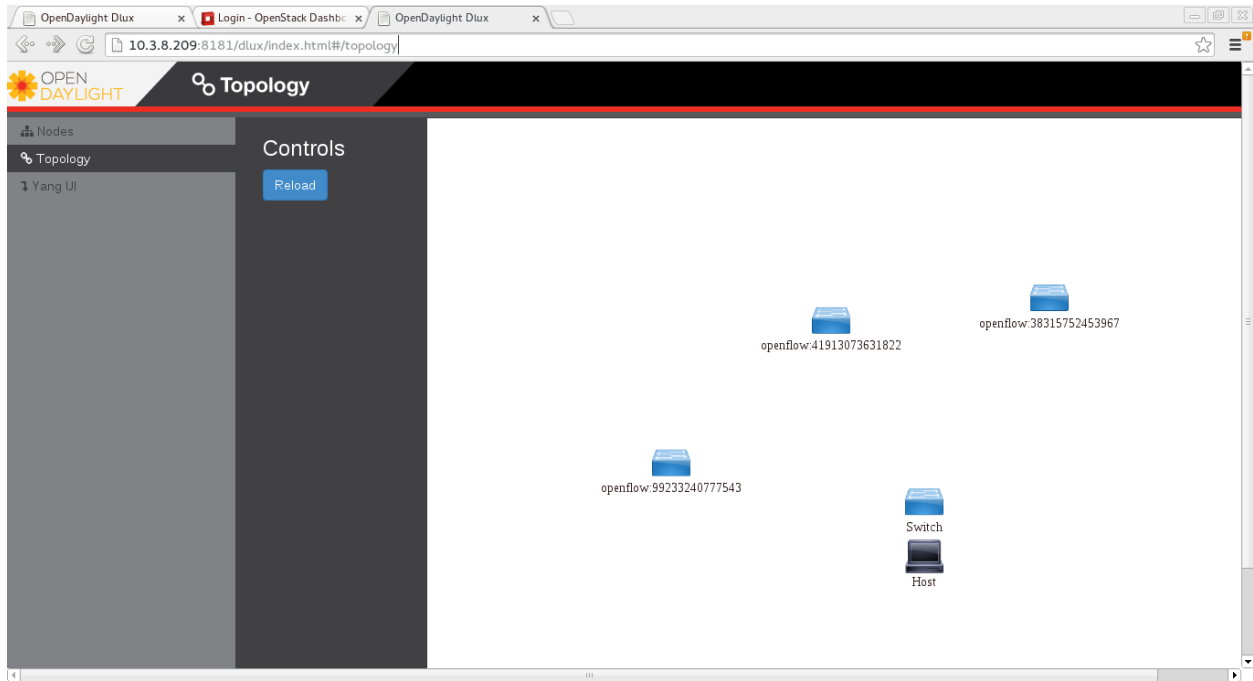 OpenDaylight Dlux
Login - OpenStack Dashbc
OpenDaylight Dlux
10.3.8.209:8181/dlux/index.html#/topology
OPEN
DAYLIGHT
Topology
Nodes
Topology
Yang UI
Controls
Reload
openflow:38315752453967
openflow:41913073631822
openflow:99233240777543
Switch
Host